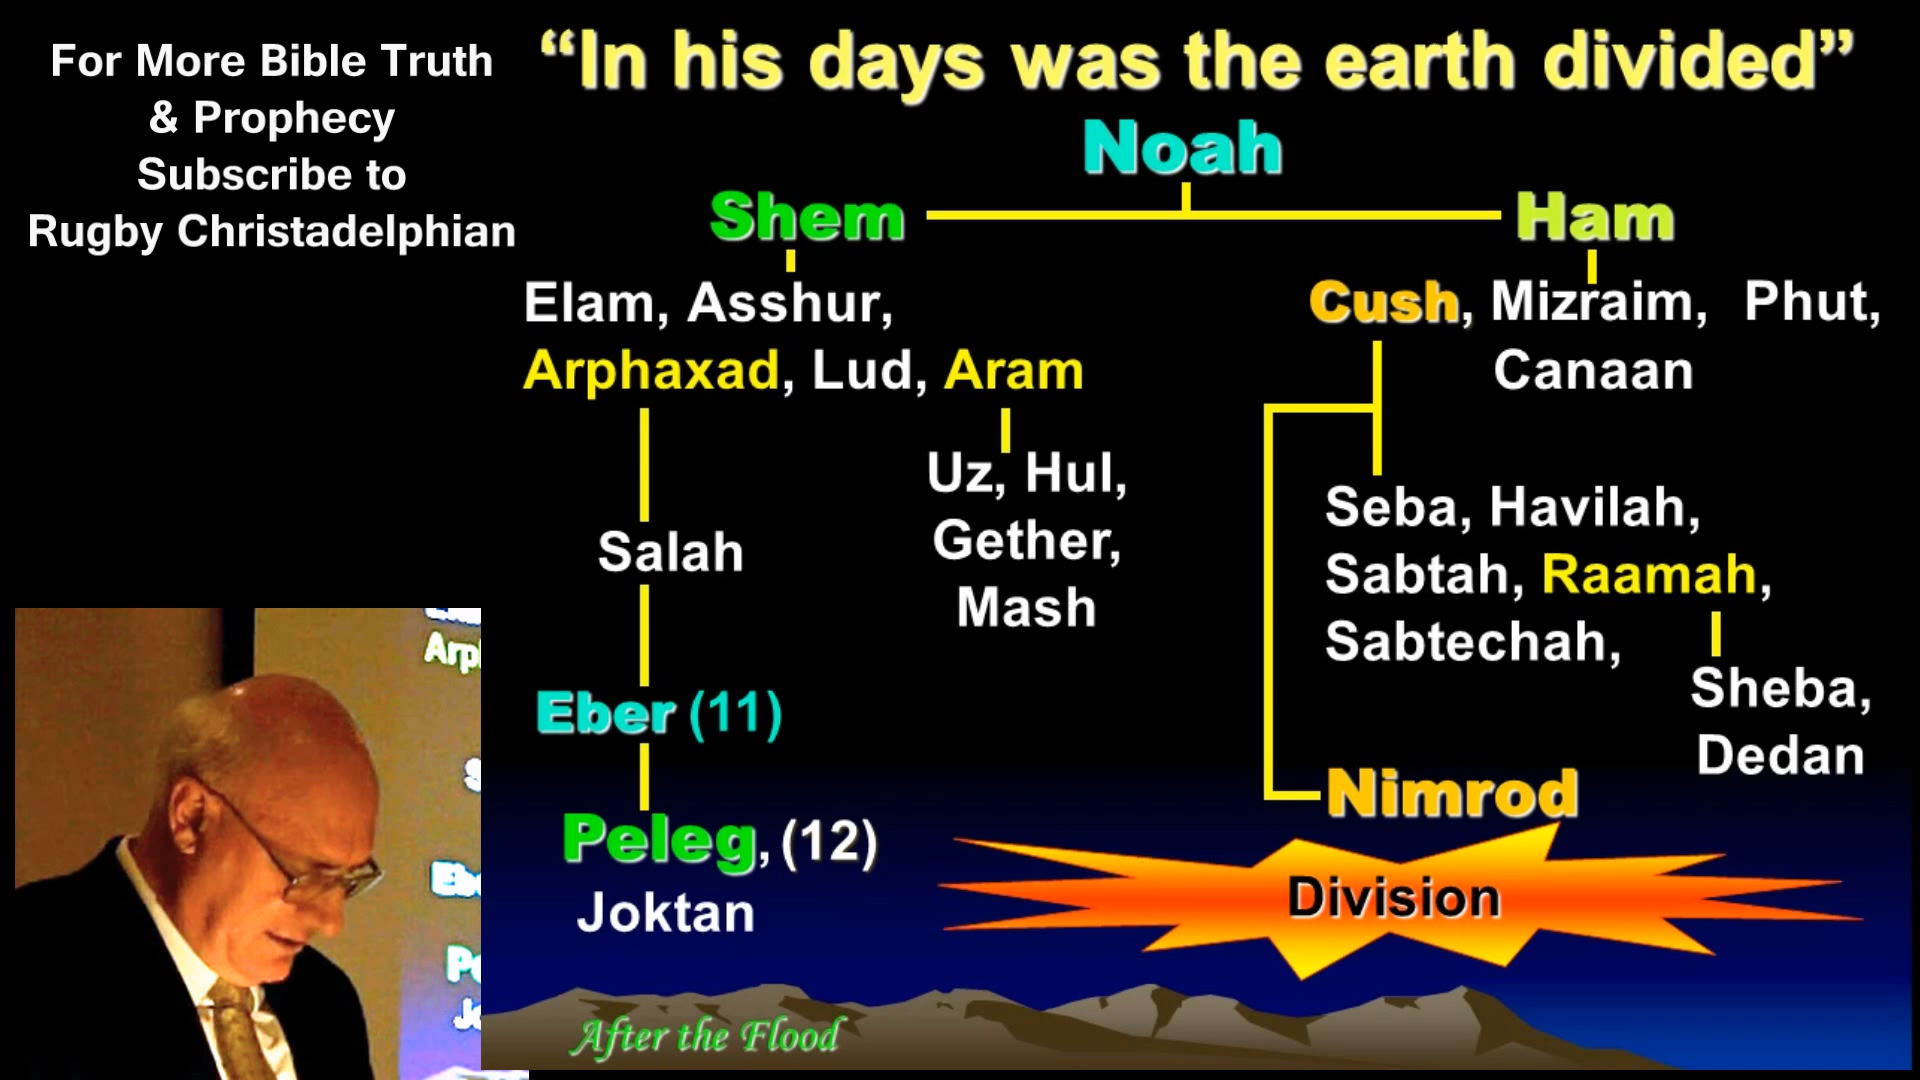 For More Bible Truth
& Prophecy
Subscribe to
Rugby Christadelphian
“In his days was the earth divided”
Noah
Shem
Ham
Elam, Asshur,
Arphaxad, Lud, Aram
Cush, Mizraim, Phut,
Canaan
Uz, Hul,
Gether,
Mash
Salah
Seba, Havilah,
Sabtah, Raamah,
Sabtechah,
Sheba,
Dedan
Eber (11)
Peleg, (12)
Joktan
Nimrod
Division
After the Flood
Arp
Eb